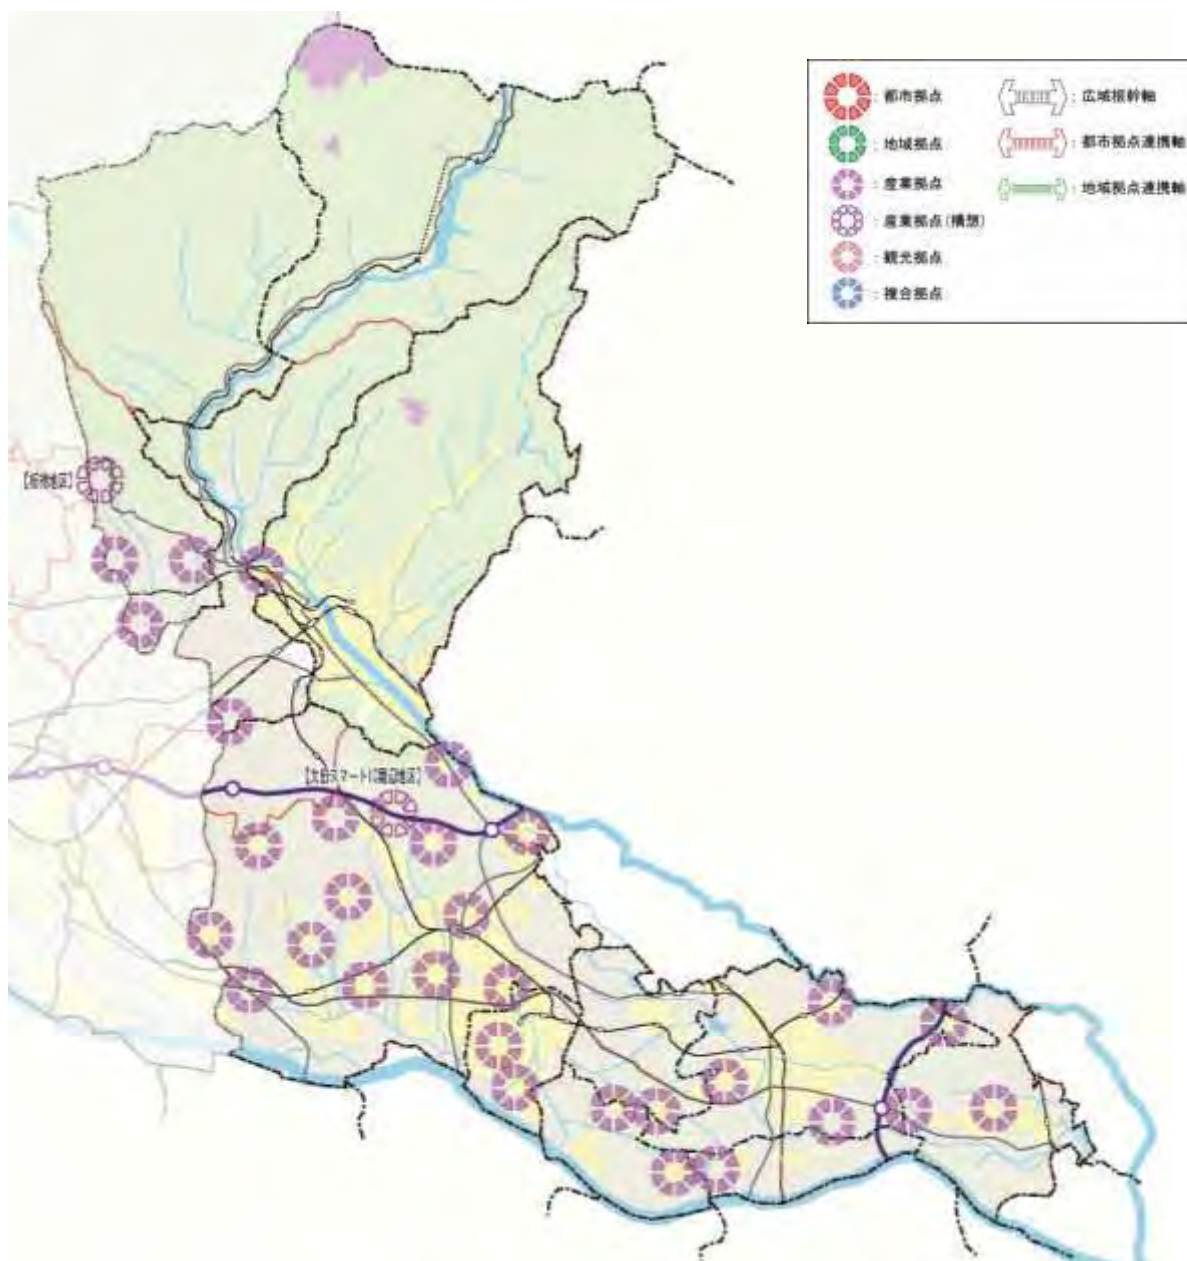 ：都市拠点
：広域根幹軸
：地域拠点
：都市拠点連携軸
：産業拠点
：地域拠点連携軸
：産業拠点(構想)
：観光拠点
：複合拠点
【太田スマートIC周辺地区】